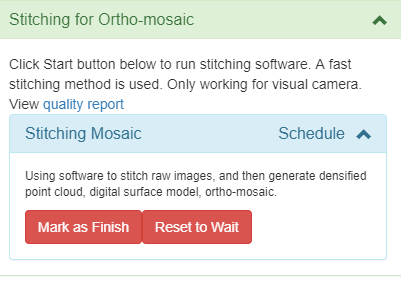 Stitching for Ortho-mosaic
Click Start button below to run stitching software. A fast
stitching method is used. Only working for visual camera.
View quality report
Stitching Mosaic Schedule
Using software to stitch raw images, and then generate densified
point cloud, digital surface model, ortho-mosaic.
Mark as Finish Reset to Wait